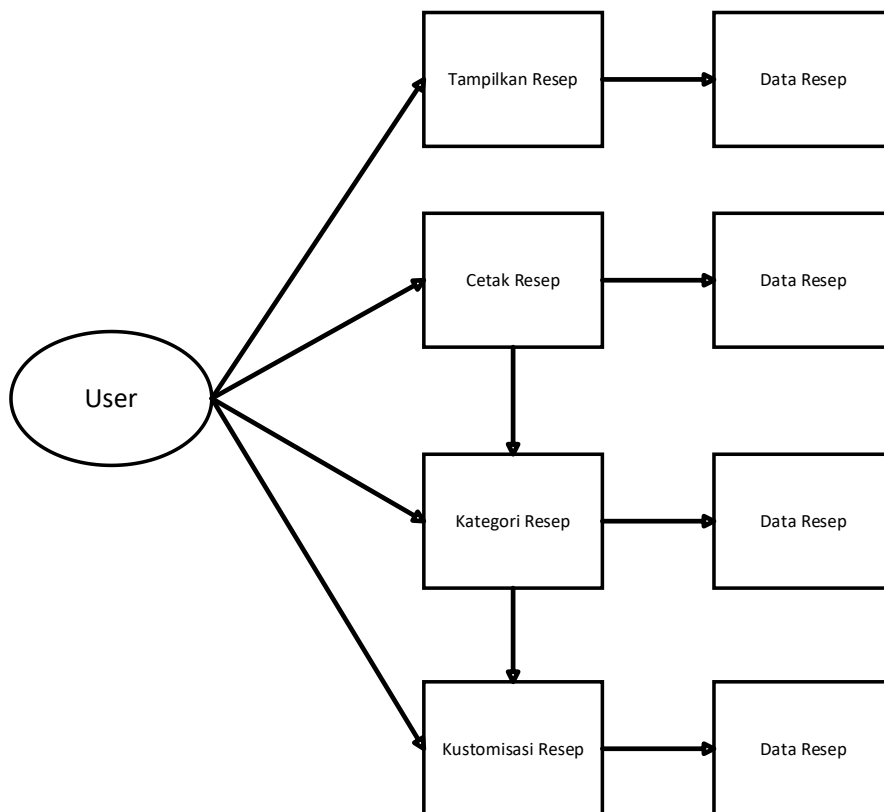 Tampilkan Resep
Data Resep
Cetak Resep
Data Resep
User
Kategori Resep
Data Resep
Kustomisasi Resep
Data Resep